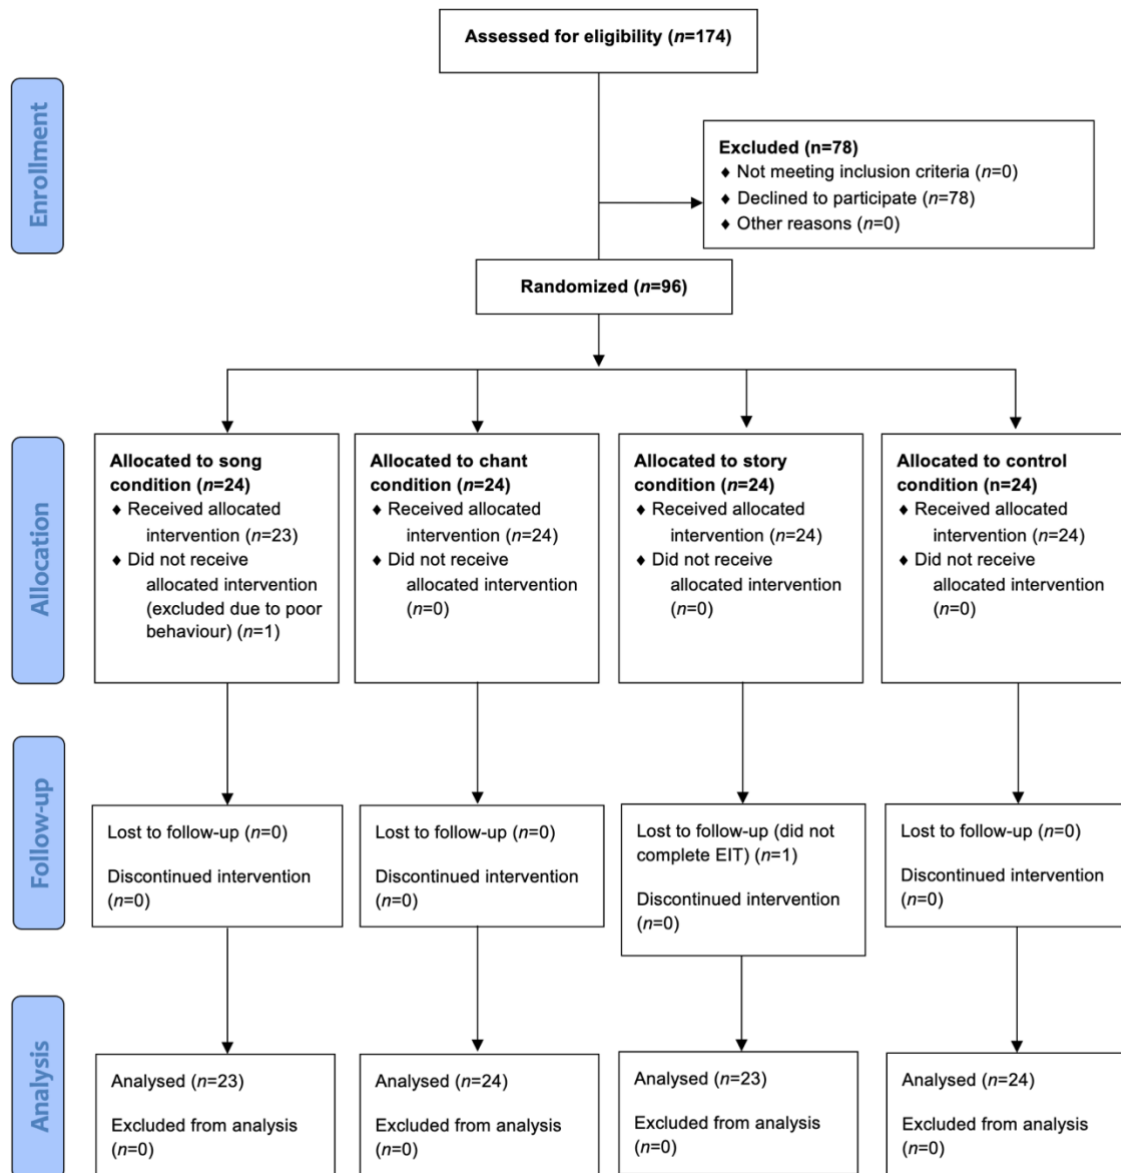 Assessed for eligibility (n=174)
Enrollment
Excluded (n=78)
♦ Not meeting inclusion criteria (n=0)
♦ Declined to participate (n=78)
♦ Other reasons (n=0)
Randomized (n=96)
Allocation
Allocated to song
condition (n=24)
♦ Received allocated
intervention (n=23)
♦ Did not receive
allocated intervention
(excluded due to poor
behaviour) (n=1)
Allocated to chant
condition (n=24)
♦ Received allocated
intervention (n=24)
♦ Did not receive
allocated intervention
(n=0)
Allocated to story
condition (n=24)
♦ Received allocated
intervention (n=24)
♦ Did not receive
allocated intervention
(n=0)
Allocated to control
condition (n=24)
♦ Received allocated
intervention (n=24)
♦ Did not receive
allocated intervention
(n=0)
Follow-up
Lost to follow-up (n=0)
Discontinued intervention
(n=0)
Lost to follow-up (n=0)
Discontinued intervention
(n=0)
Lost to follow-up (did not
complete EIT) (n=1)
Discontinued intervention
(n=0)
Lost to follow-up (n=0)
Discontinued intervention
(n=0)
Analysis
Analysed (n=23)
Excluded from analysis
(n=0)
Analysed (n=24)
Excluded from analysis
(n=0)
Analysed (n=23)
Excluded from analysis
(n=0)
Analysed (n=24)
Excluded from analysis
(n=0)